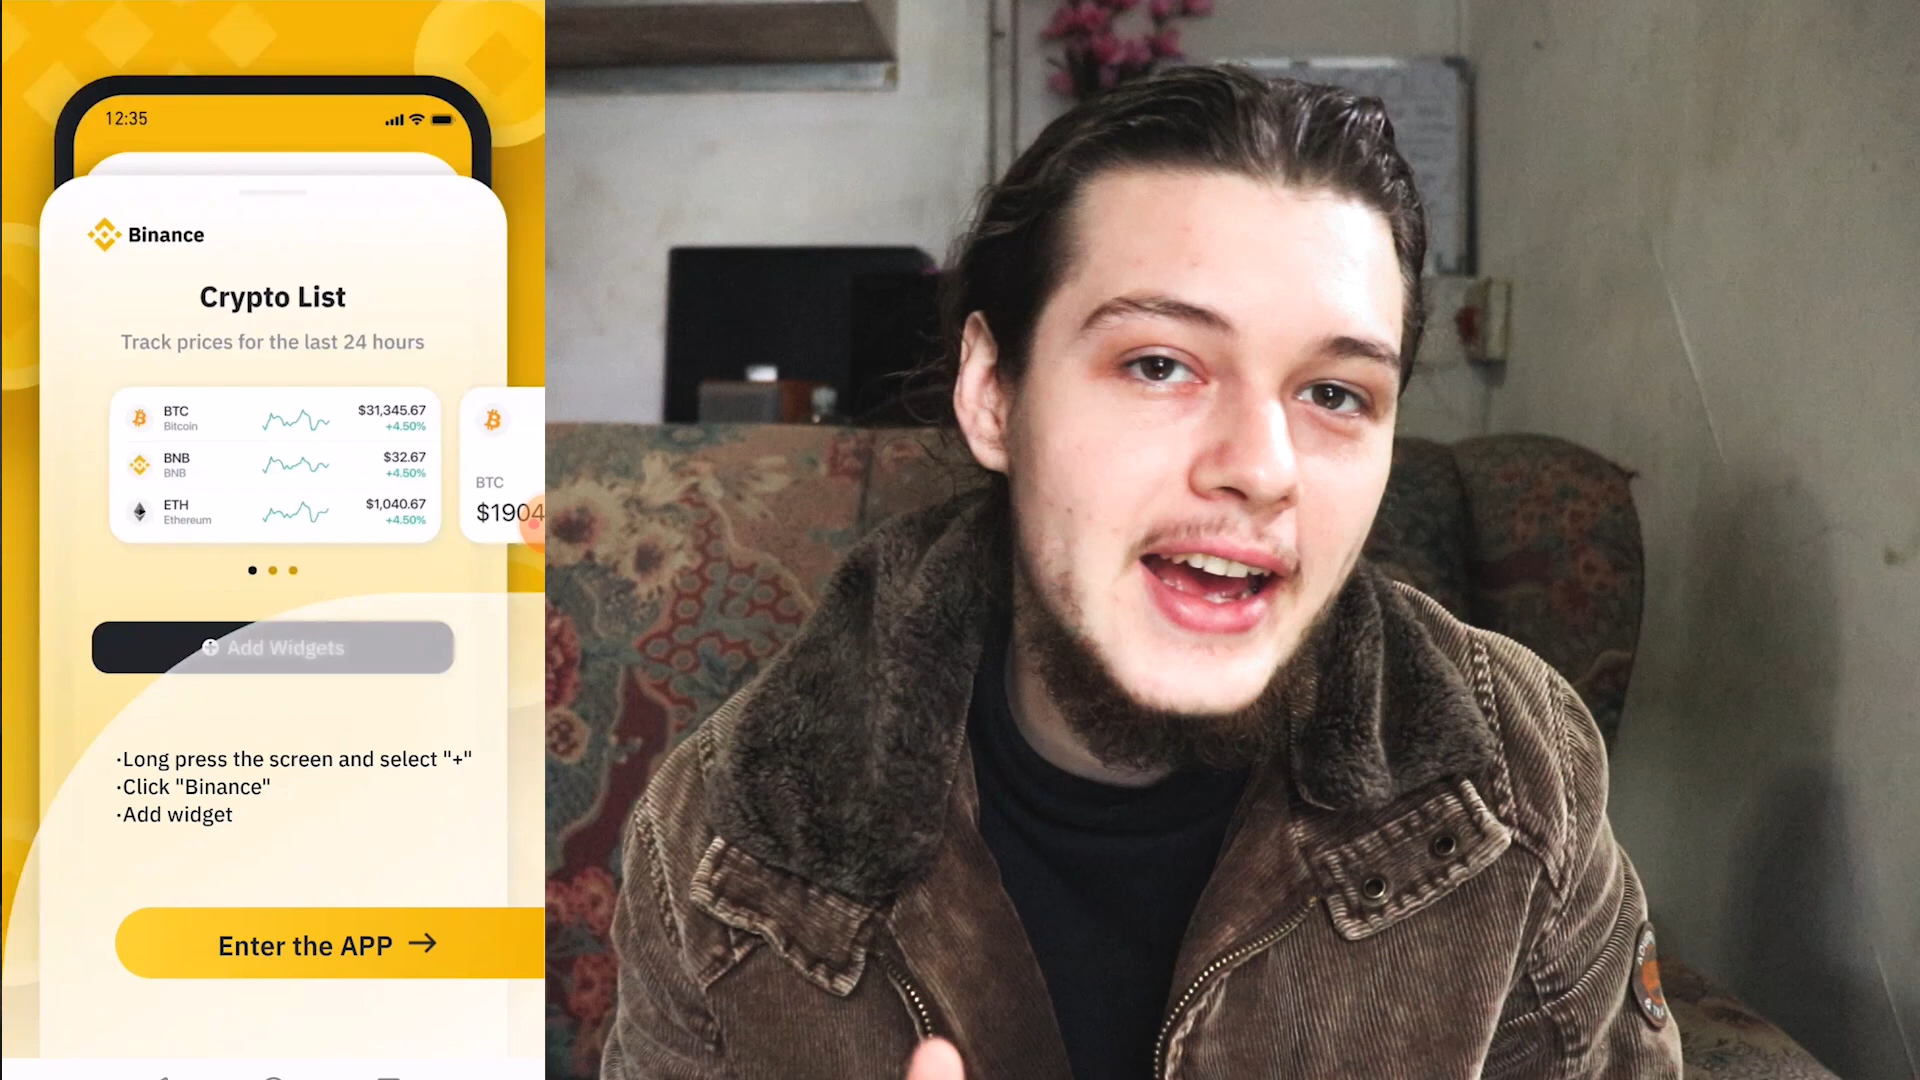 12:35
Binance
Crypto List
Track prices for the last 24 hours
BTC
Bitcoin
$31,345.67
+4.50%
BNB
BNB
$32.67
+4.50%
ETH
Ethereum
$1,040.67
+4.50%
BTC
$1904
Add Widgets
·Long press the screen and select "+"
·Click "Binance"
·Add widget
Enter the APP →